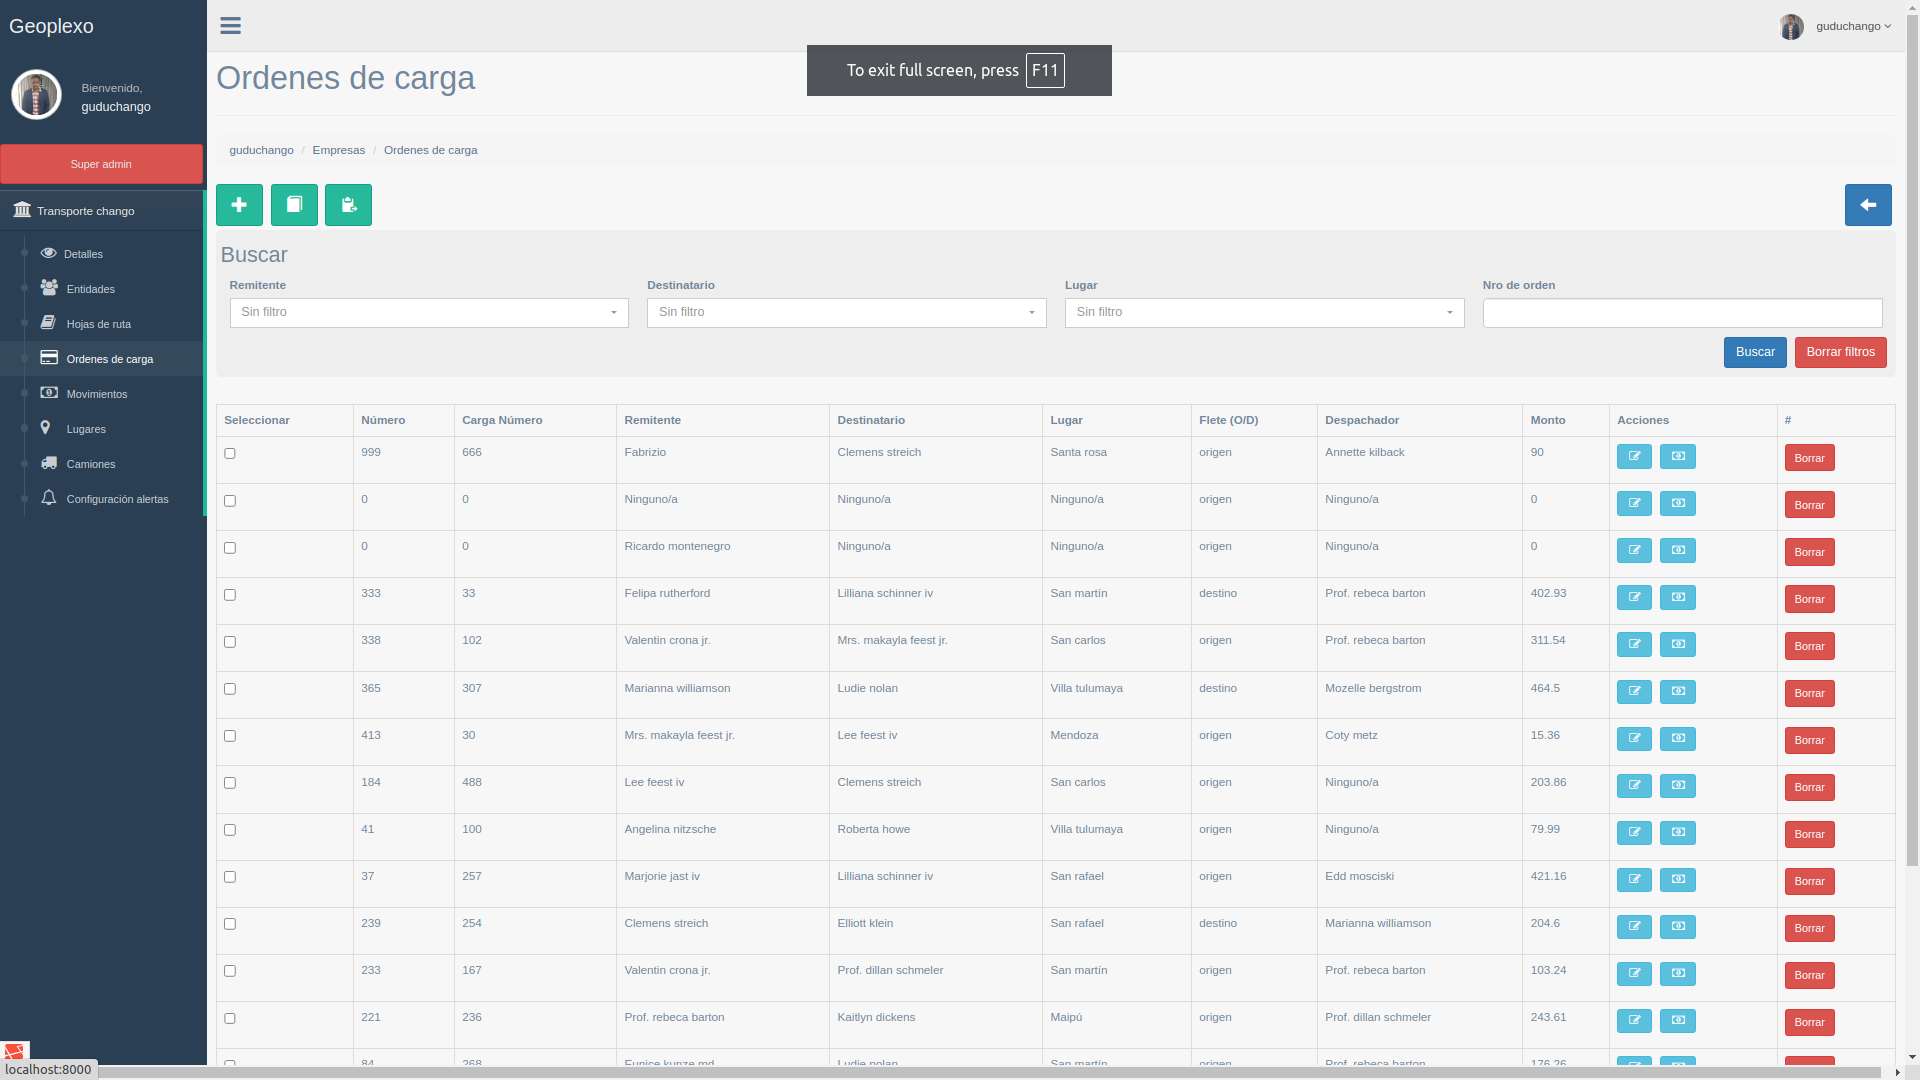 Geoplexo
guduchango
To exit full screen, press F11
Bienvenido,
guduchango
Super admin
Transporte chango
Detalles
Entidades
Hojas de ruta
Ordenes de carga
Movimientos
Lugares
Camiones
Configuración alertas
Ordenes de carga
guduchango / Empresas / Ordenes de carga
Buscar
Remitente Destinatario Lugar Nro de orden
Sin filtro Sin filtro Sin filtro
Buscar Borrar filtros
Seleccionar Número Carga Número Remitente Destinatario Lugar Flete (O/D) Despachador Monto Acciones #
999 666 Fabrizio Clemens streich Santa rosa origen Annette kilback 90 Borrar
0 0 Ninguno/a Ninguno/a Ninguno/a origen Ninguno/a 0 Borrar
0 0 Ricardo montenegro Ninguno/a Ninguno/a origen Ninguno/a 0 Borrar
333 33 Felipa rutherford Lilliana schinner iv San martín destino Prof. rebeca barton 402.93 Borrar
338 102 Valentin crona jr. Mrs. makayla feest jr. San carlos origen Prof. rebeca barton 311.54 Borrar
365 307 Marianna williamson Ludie nolan Villa tulumaya destino Mozelle bergstrom 464.5 Borrar
413 30 Mrs. makayla feest jr. Lee feest iv Mendoza origen Coty metz 15.36 Borrar
184 488 Lee feest iv Clemens streich San carlos origen Ninguno/a 203.86 Borrar
41 100 Angelina nitzsche Roberta howe Villa tulumaya origen Ninguno/a 79.99 Borrar
37 257 Marjorie jast iv Lilliana schinner iv San rafael origen Edd mosciski 421.16 Borrar
239 254 Clemens streich Elliott klein San rafael destino Marianna williamson 204.6 Borrar
233 167 Valentin crona jr. Prof. dillan schmeler San martín origen Prof. rebeca barton 103.24 Borrar
221 236 Prof. rebeca barton Kaitlyn dickens Maipú origen Prof. dillan schmeler 243.61 Borrar
84 268 Eunice kunze md Ludie nolan San martín origen Prof. rebeca barton 176.26
localhost:8000